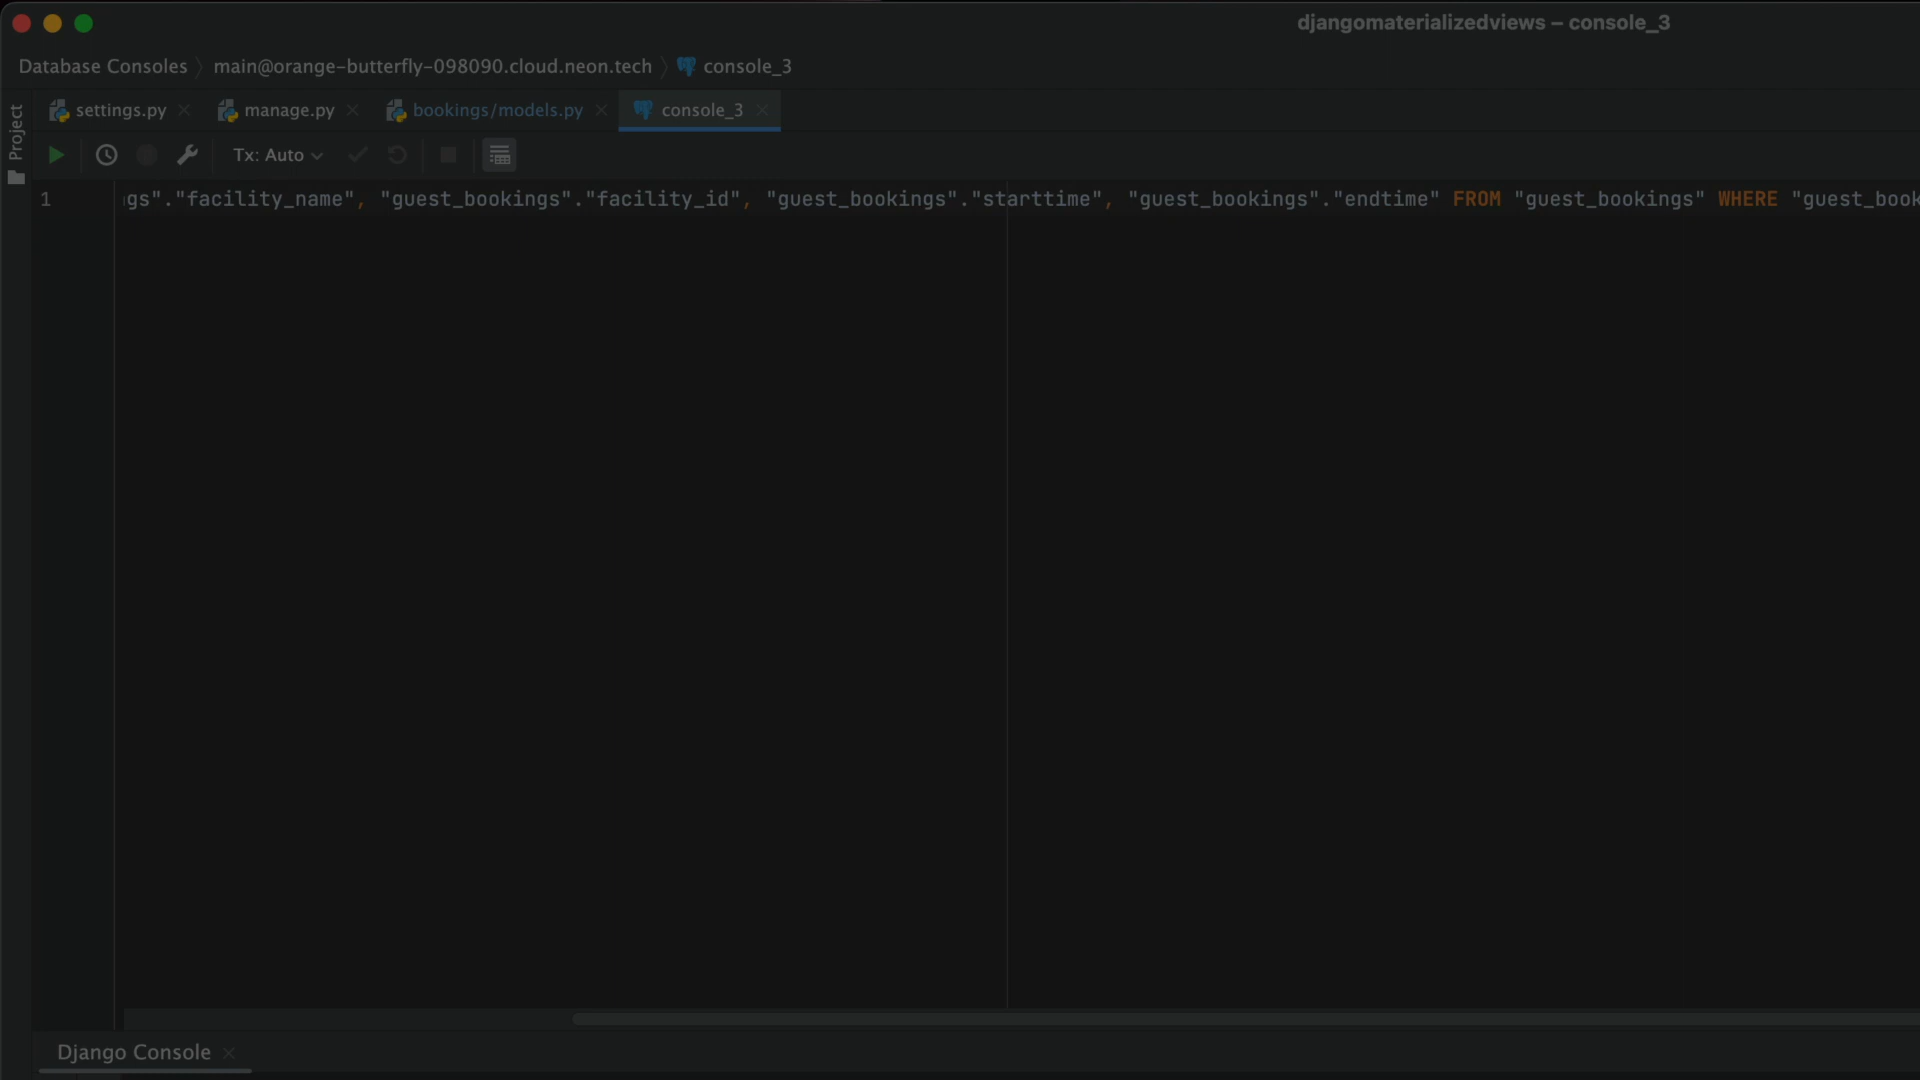 djangomaterializedviews – console_3
Database Consoles main@orange-butterfly-098090.cloud.neon.tech console_3
settings.py manage.py bookings/models.py console_3
Project
Tx: Auto
1 gs"."facility_name", "guest_bookings"."facility_id", "guest_bookings"."starttime", "guest_bookings"."endtime" FROM "guest_bookings" WHERE "guest_book
Django Console